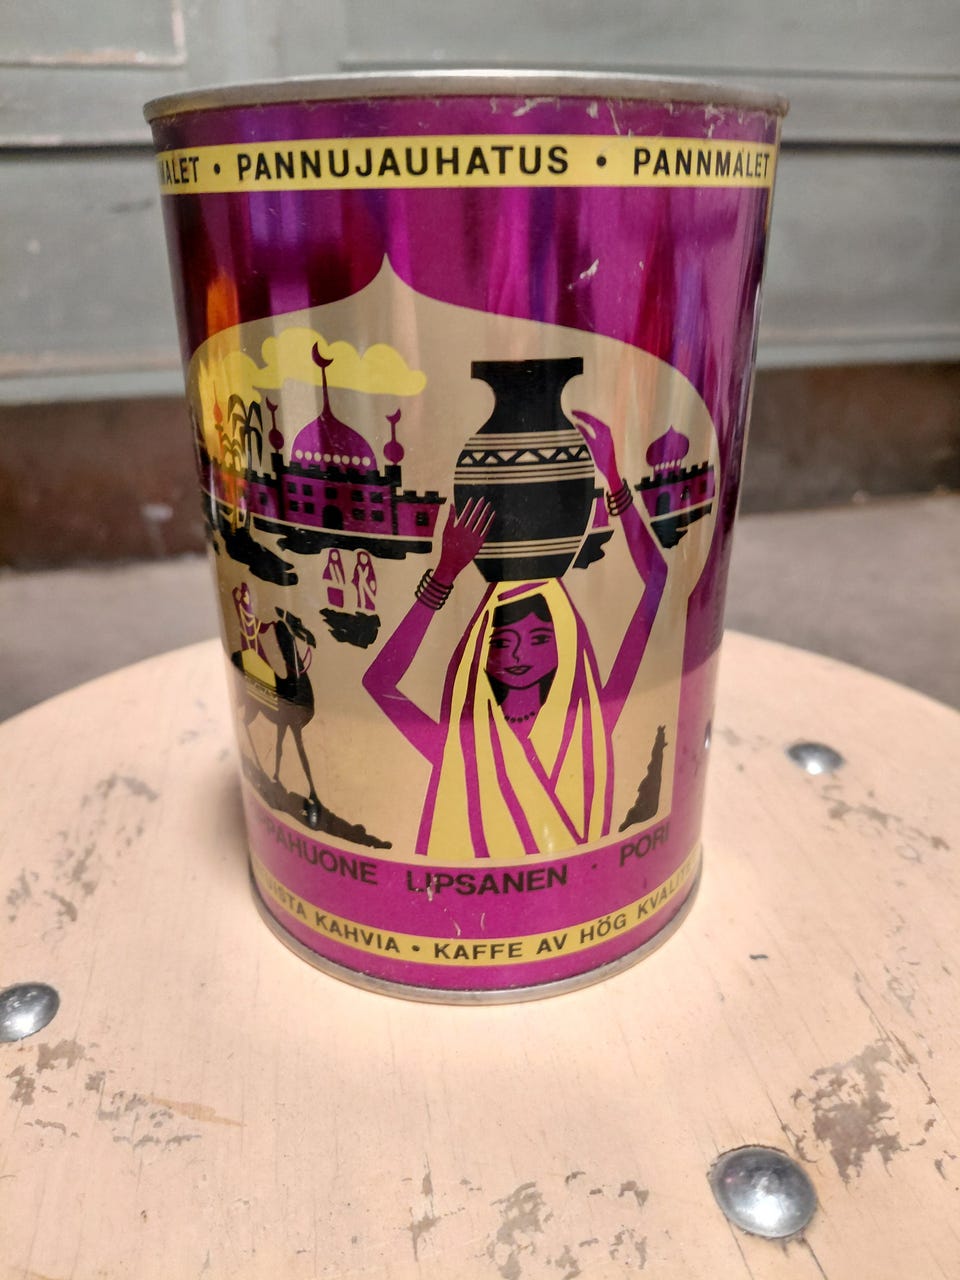 • PANNUJAUHATUS • PANNMALET
LIPSANEN · PORI
KAHVIA • KAFFE AV HÖG